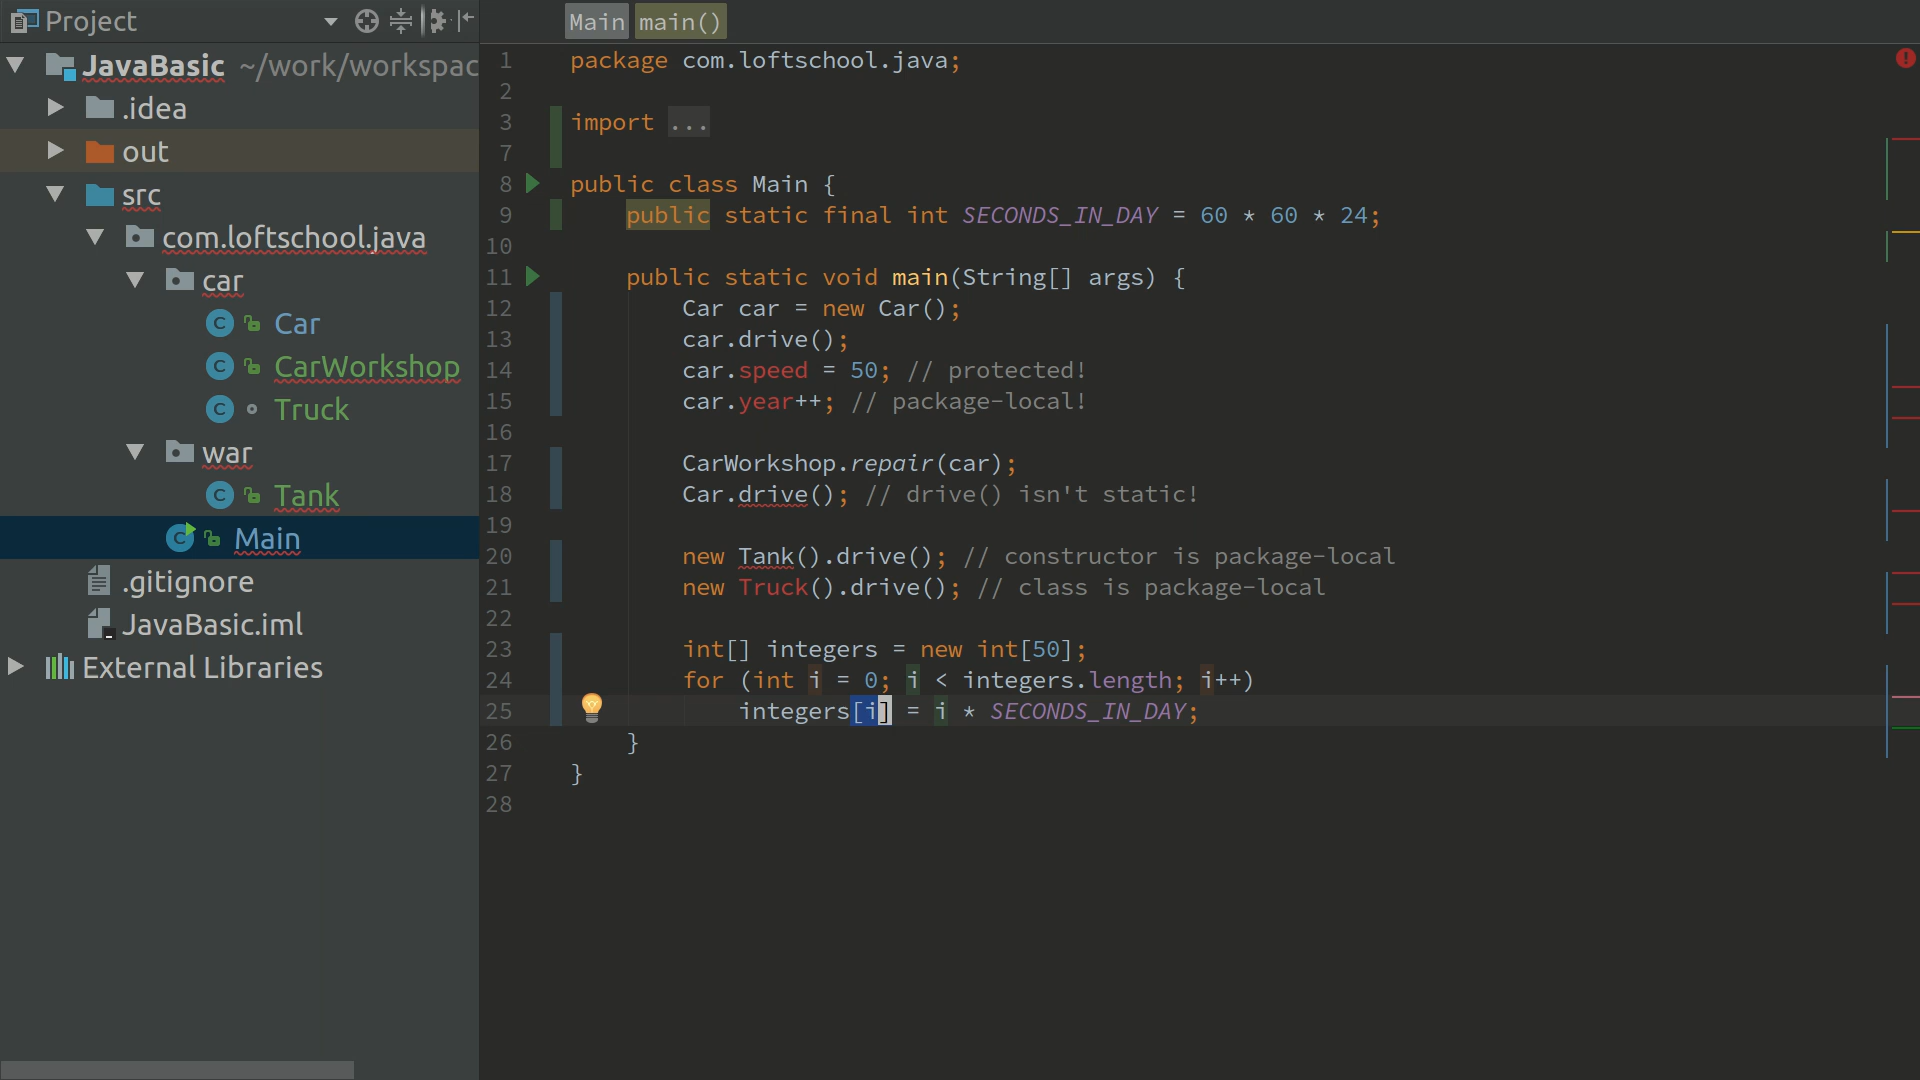 Project
JavaBasic ~/work/workspac
.idea
out
src
com.loftschool.java
car
C Car
C CarWorkshop
C Truck
war
C Tank
C Main
.gitignore
JavaBasic.iml
External Libraries
Main main()
1 package com.loftschool.java;
2
3 import ...
7
8 public class Main {
9 public static final int SECONDS_IN_DAY = 60 * 60 * 24;
10
11 public static void main(String[] args) {
12 Car car = new Car();
13 car.drive();
14 car.speed = 50; // protected!
15 car.year++; // package-local!
16
17 CarWorkshop.repair(car);
18 Car.drive(); // drive() isn't static!
19
20 new Tank().drive(); // constructor is package-local
21 new Truck().drive(); // class is package-local
22
23 int[] integers = new int[50];
24 for (int i = 0; i < integers.length; i++)
25 integers[i] = i * SECONDS_IN_DAY;
26 }
27 }
28